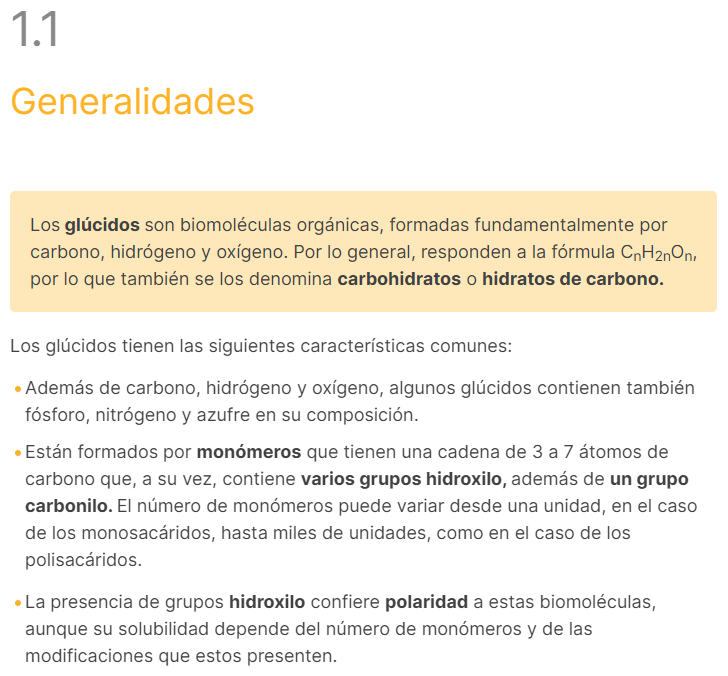 1.1
Generalidades
Los glúcidos son biomoléculas orgánicas, formadas fundamentalmente por
carbono, hidrógeno y oxígeno. Por lo general, responden a la fórmula CₙH₂ₙOₙ,
por lo que también se los denomina carbohidratos o hidratos de carbono.
Los glúcidos tienen las siguientes características comunes:
• Además de carbono, hidrógeno y oxígeno, algunos glúcidos contienen también
fósforo, nitrógeno y azufre en su composición.
• Están formados por monómeros que tienen una cadena de 3 a 7 átomos de
carbono que, a su vez, contiene varios grupos hidroxilo, además de un grupo
carbonilo. El número de monómeros puede variar desde una unidad, en el caso
de los monosacáridos, hasta miles de unidades, como en el caso de los
polisacáridos.
• La presencia de grupos hidroxilo confiere polaridad a estas biomoléculas,
aunque su solubilidad depende del número de monómeros y de las
modificaciones que estos presenten.